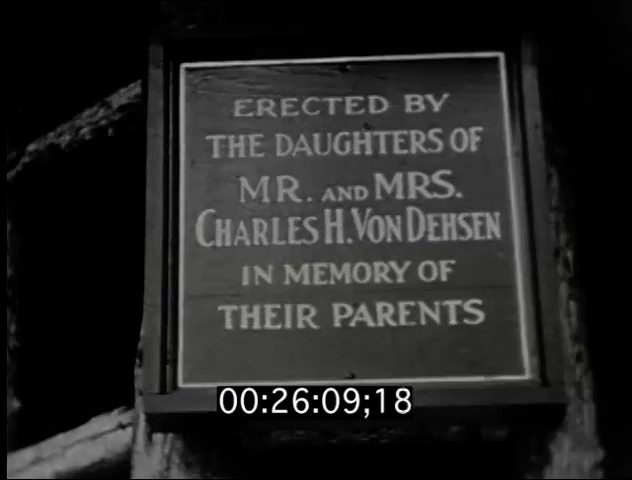 ERECTED BY
THE DAUGHTERS OF
MR. AND MRS.
CHARLES H. VON DEHSEN
IN MEMORY OF
THEIR PARENTS
00:26:09;18